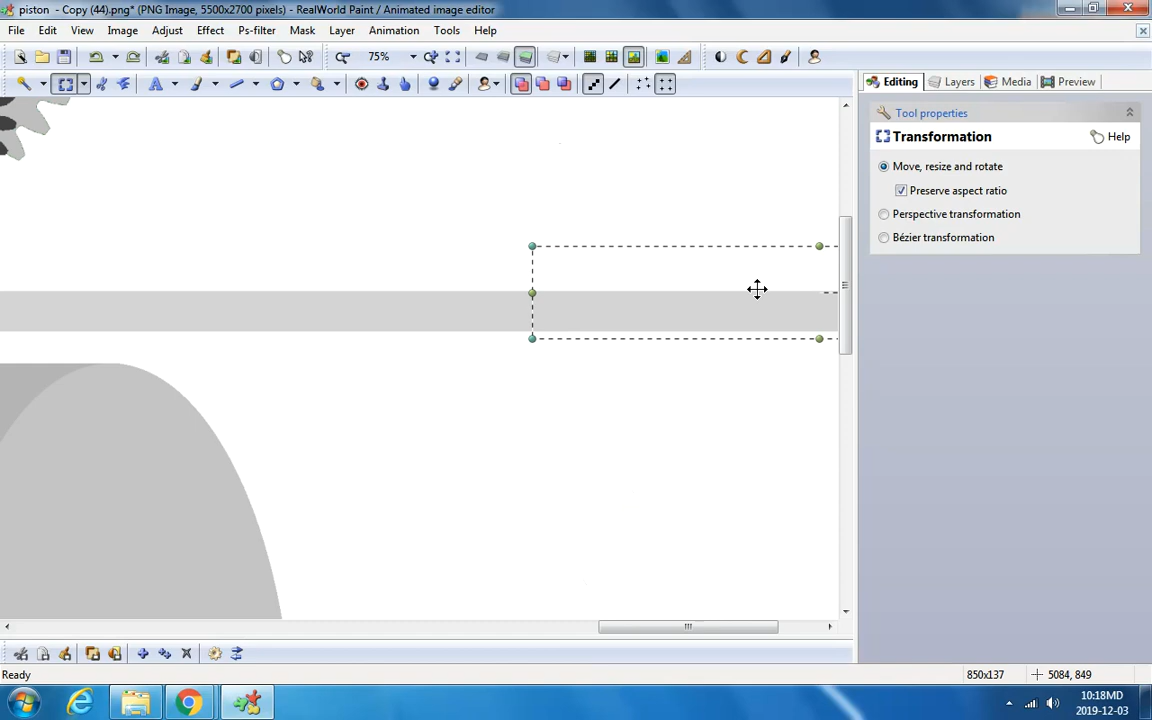 piston  - Copy (44).png* (PNG Image, 5500x2700 pixels) - RealWorld Paint / Animated image editor
File Edit View Image Adjust Effect Ps-filter Mask Layer Animation Tools Help
75%
Editing Layers Media Preview
Tool properties
Transformation Help
Move, resize and rotate
Preserve aspect ratio
Perspective transformation
Bézier transformation
Ready 850x137 5084, 849
10:18MD
2019-12-03